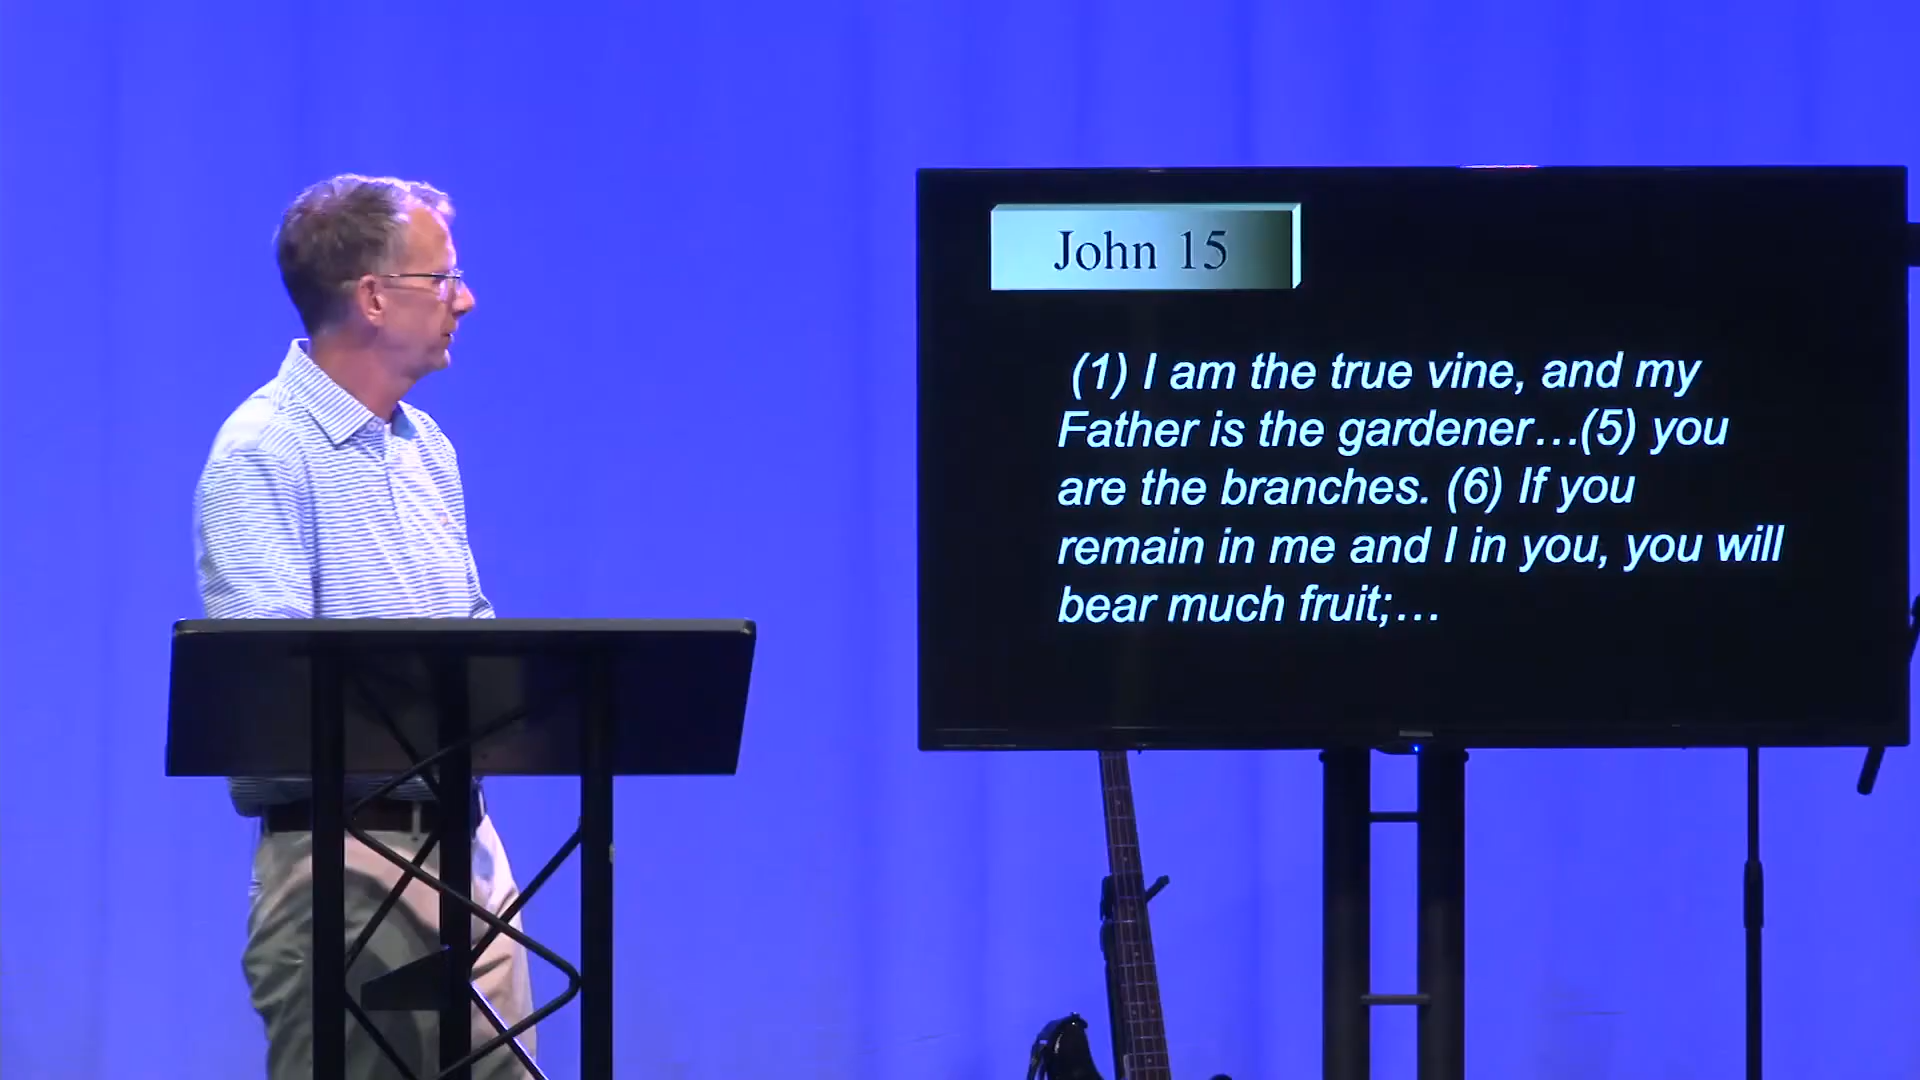 John 15
(1) I am the true vine, and my
Father is the gardener…(5) you
are the branches. (6) If you
remain in me and I in you, you will
bear much fruit;…